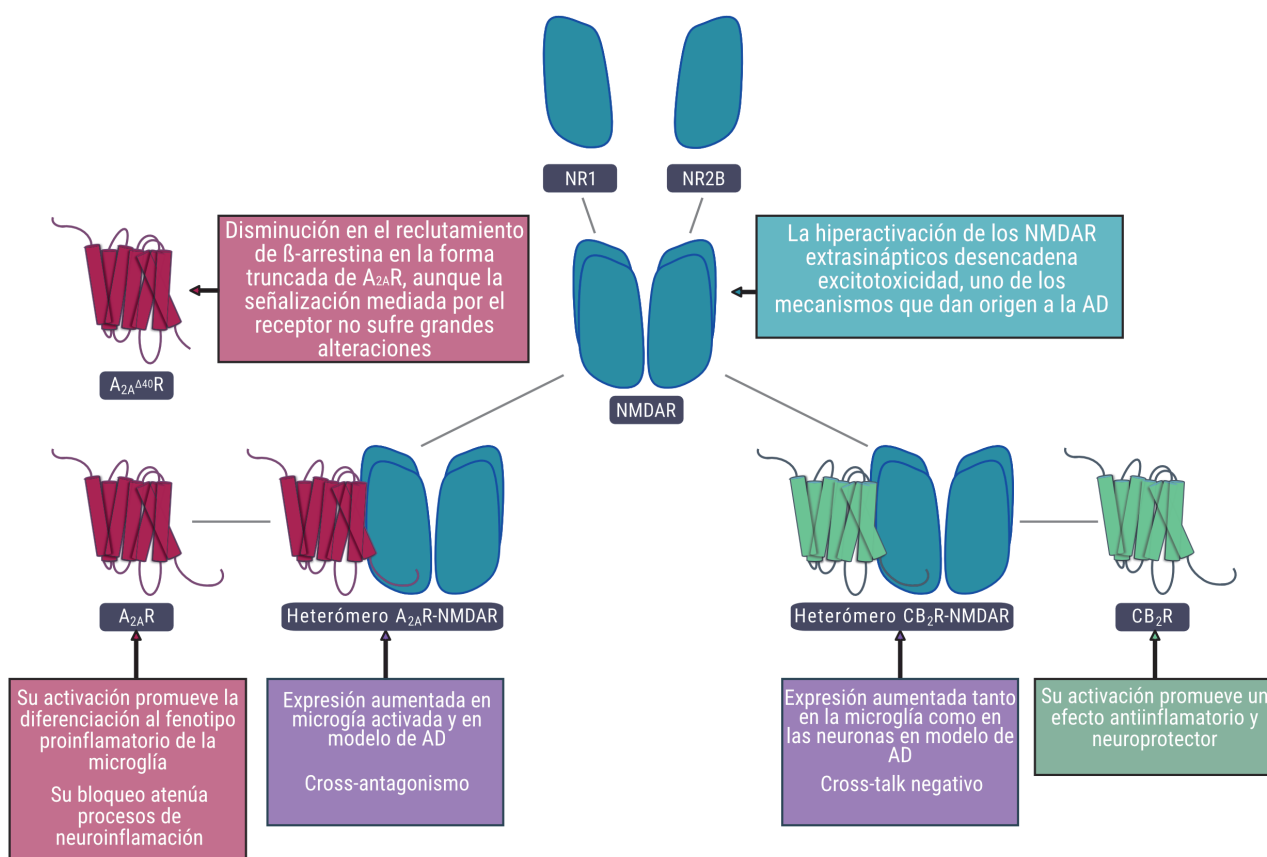 NR1
NR2B
Disminución en el reclutamiento
de ß-arrestina en la forma
truncada de A₂ₐR, aunque la
señalización mediada por el
receptor no sufre grandes
alteraciones
La hiperactivación de los NMDAR
extrasinápticos desencadena
excitotoxicidad, uno de los
mecanismos que dan origen a la AD
A₂ₐᐞ⁴⁰R
NMDAR
A₂ₐR
Heterómero A₂ₐR-NMDAR
Heterómero CB₂R-NMDAR
CB₂R
Su activación promueve la
diferenciación al fenotipo
proinflamatorio de la
microglía
Su bloqueo atenúa
procesos de
neuroinflamación
Expresión aumentada en
microgía activada y en
modelo de AD
Cross-antagonismo
Expresión aumentada tanto
en la microglía como en
las neuronas en modelo de
AD
Cross-talk negativo
Su activación promueve un
efecto antiinflamatorio y
neuroprotector